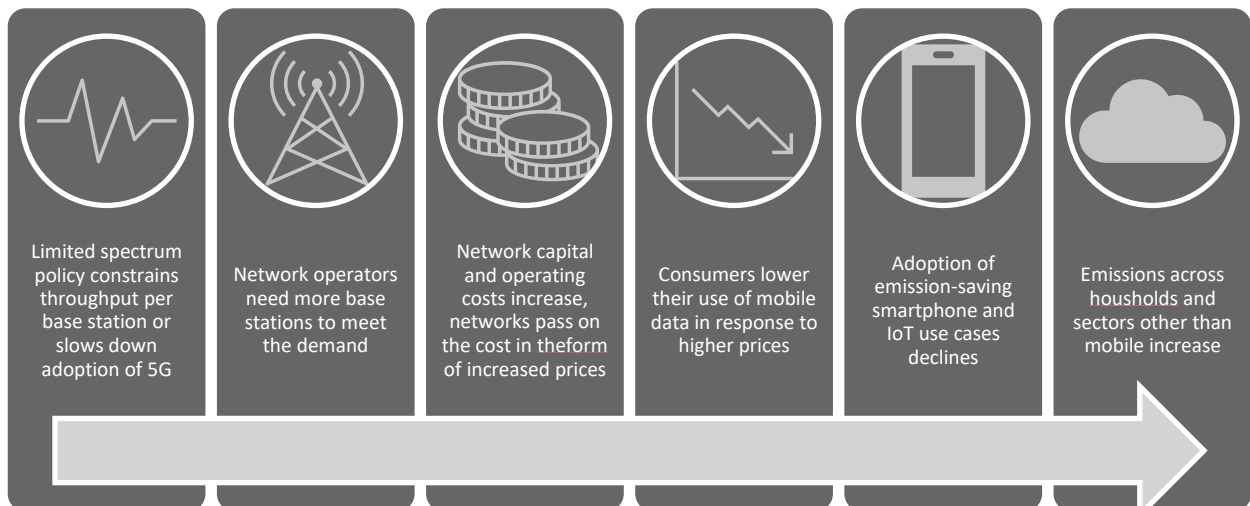 Limited spectrum
policy constrains
throughput per
base station or
slows down
adoption of 5G
Network operators
need more base
stations to meet
the demand
Network capital
and operating
costs increase,
networks pass on
the cost in theform
of increased prices
Consumers lower
their use of mobile
data in response to
higher prices
Adoption of
emission-saving
smartphone and
IoT use cases
declines
Emissions across
housholds and
sectors other than
mobile increase